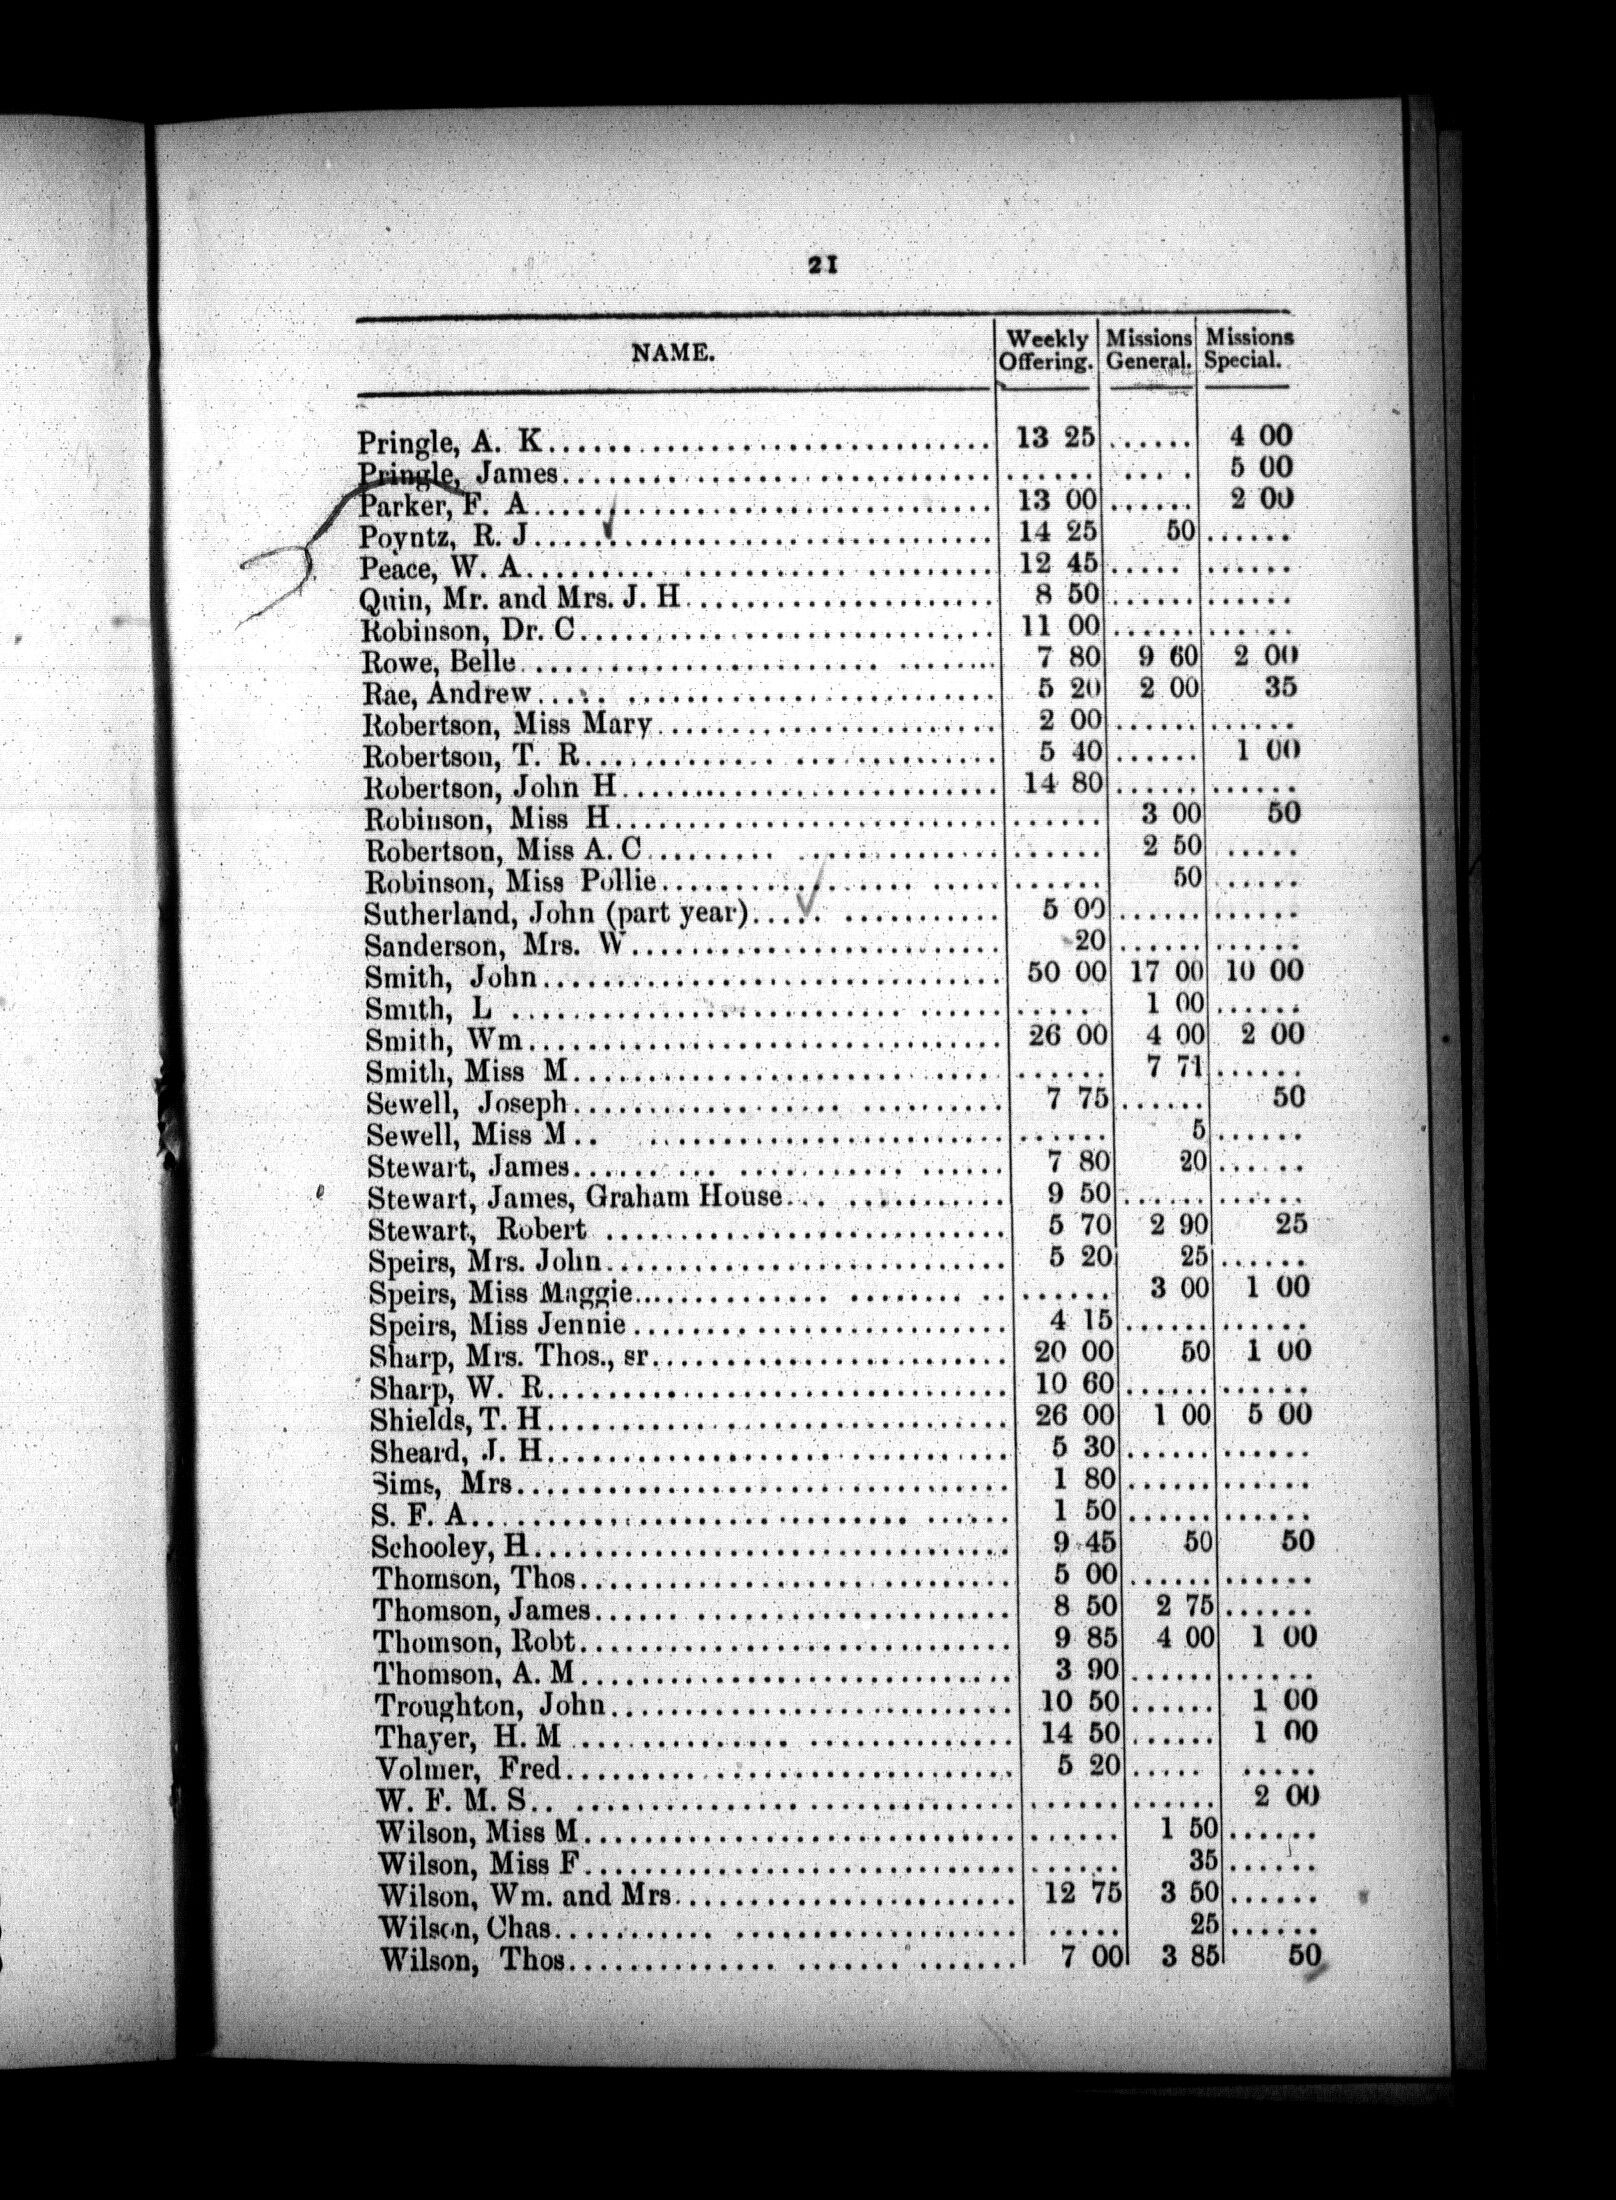 21
NAME. Weekly Offering. Missions General. Missions Special.
Pringle, A. K. 13 25 ...... 4 00
Pringle, James ...... ...... 5 00
Parker, F. A. 13 00 ...... 2 00
Poyntz, R. J. 14 25 50 ......
Peace, W. A. 12 45 ...... ......
Quin, Mr. and Mrs. J. H. 8 50 ...... ......
Robinson, Dr. C. 11 00 ...... ......
Rowe, Belle 7 80 9 60 2 00
Rae, Andrew 5 20 2 00 35
Robertson, Miss Mary 2 00 ...... ......
Robertson, T. R. 5 40 ...... 1 00
Robertson, John H. 14 80 ...... ......
Robinson, Miss H. ...... 3 00 50
Robertson, Miss A. C. ...... 2 50 ......
Robinson, Miss Pollie ...... 50 ......
Sutherland, John (part year) 5 00 ...... ......
Sanderson, Mrs. W. 20 ...... ......
Smith, John 50 00 17 00 10 00
Smith, L ...... 1 00 ......
Smith, Wm. 26 00 4 00 2 00
Smith, Miss M. ...... 7 71 ......
Sewell, Joseph 7 75 ...... 50
Sewell, Miss M. ...... 5 ......
Stewart, James 7 80 20 ......
Stewart, James, Graham House 9 50 ...... ......
Stewart, Robert 5 70 2 90 25
Speirs, Mrs. John 5 20 25 ......
Speirs, Miss Maggie ...... 3 00 1 00
Speirs, Miss Jennie 4 15 ...... ......
Sharp, Mrs. Thos., sr. 20 00 50 1 00
Sharp, W. R. 10 60 ...... ......
Shields, T. H. 26 00 1 00 5 00
Sheard, J. H. 5 30 ...... ......
Sims, Mrs. 1 80 ...... ......
S. F. A. 1 50 ...... ......
Schooley, H. 9 45 50 50
Thomson, Thos. 5 00 ...... ......
Thomson, James 8 50 2 75 ......
Thomson, Robt. 9 85 4 00 1 00
Thomson, A. M. 3 90 ...... ......
Troughton, John 10 50 ...... 1 00
Thayer, H. M. 14 50 ...... 1 00
Volmer, Fred 5 20 ...... ......
W. F. M. S. ...... ...... 2 00
Wilson, Miss M. ...... 1 50 ......
Wilson, Miss F. ...... 35 ......
Wilson, Wm. and Mrs. 12 75 3 50 ......
Wilson, Chas. ...... 25 ......
Wilson, Thos. 7 00 3 85 50